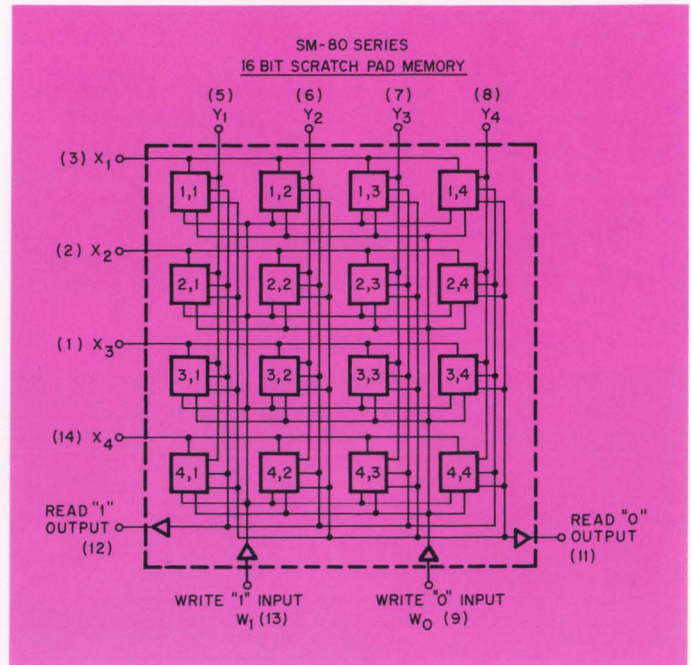 SM-80 SERIES
16 BIT SCRATCH PAD MEMORY
(5) (6) (7) (8)
Y1 Y2 Y3 Y4
(3) X1
1,1 1,2 1,3 1,4
(2) X2
2,1 2,2 2,3 2,4
(1) X3
3,1 3,2 3,3 3,4
(14) X4
4,1 4,2 4,3 4,4
READ "1"
OUTPUT
(12)
READ "0"
OUTPUT
(11)
WRITE "1" INPUT
W1 (13)
WRITE "0" INPUT
W0 (9)